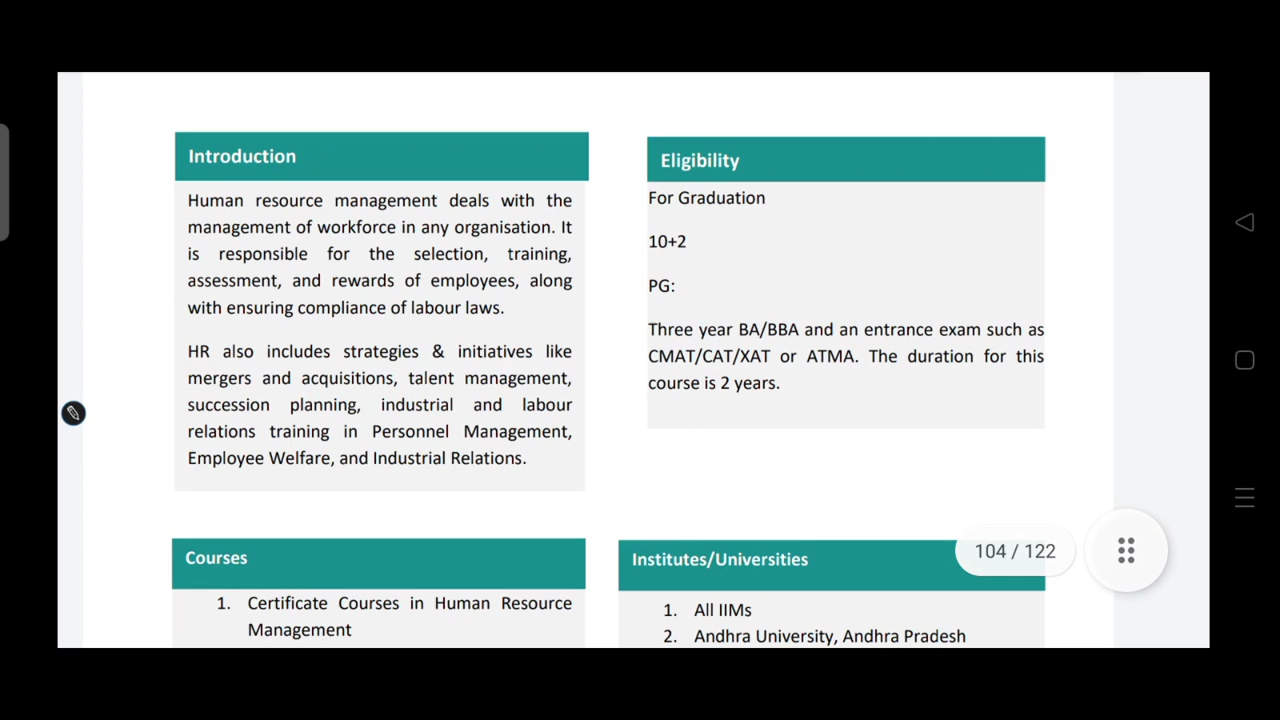 Introduction
Human resource management deals with the
management of workforce in any organisation. It
is responsible for the selection, training,
assessment, and rewards of employees, along
with ensuring compliance of labour laws.
HR also includes strategies & initiatives like
mergers and acquisitions, talent management,
succession planning, industrial and labour
relations training in Personnel Management,
Employee Welfare, and Industrial Relations.
Eligibility
For Graduation
10+2
PG:
Three year BA/BBA and an entrance exam such as
CMAT/CAT/XAT or ATMA. The duration for this
course is 2 years.
Courses
1. Certificate Courses in Human Resource
Management
Institutes/Universities
1. All IIMs
2. Andhra University, Andhra Pradesh
104 / 122